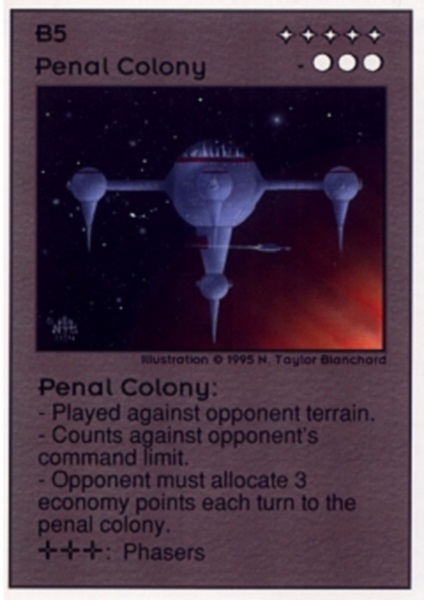 B5
Penal Colony
-
Illustration © 1995 N. Taylor Blanchard
Penal Colony:
- Played against opponent terrain.
- Counts against opponent's
command limit.
- Opponent must allocate 3
economy points each turn to the
penal colony.
✛✛✛: Phasers